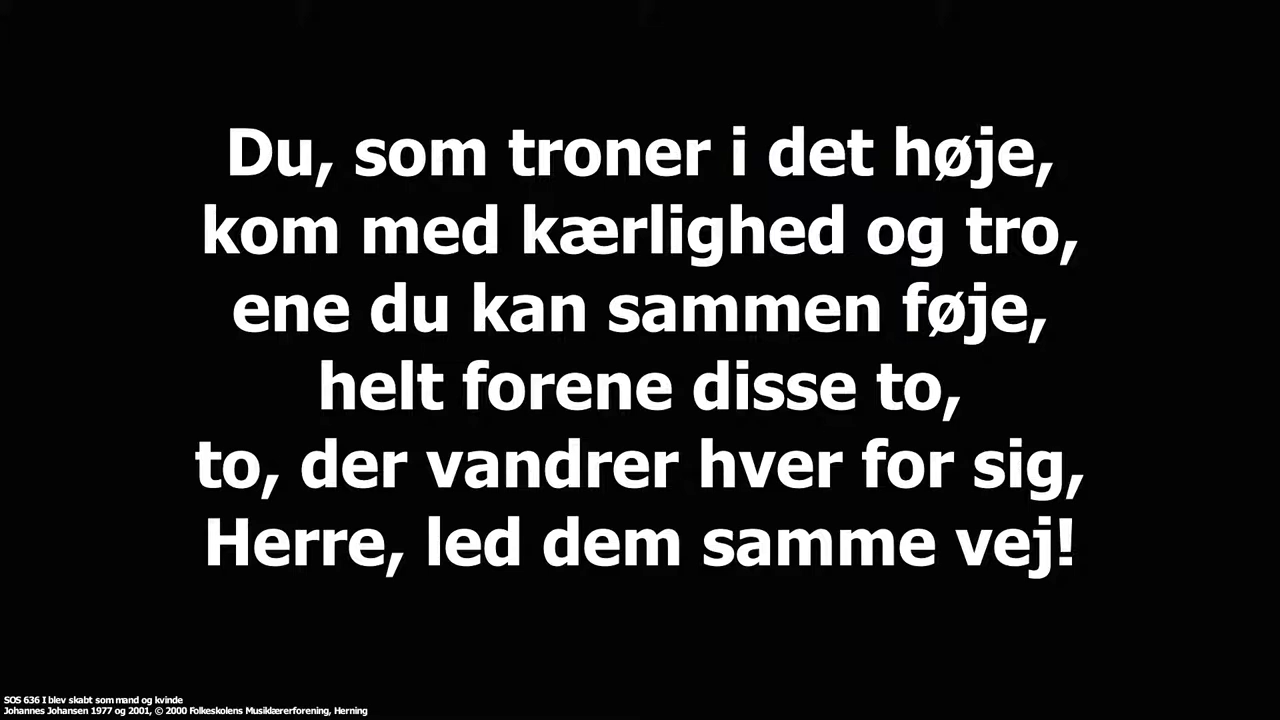 Du, som troner i det høje,
kom med kærlighed og tro,
ene du kan sammen føje,
helt forene disse to,
to, der vandrer hver for sig,
Herre, led dem samme vej!
SOS 636 I blev skabt som mand og kvinde
Johannes Johansen 1977 og 2001, © 2000 Folkeskolens Musiklærerforening, Herning